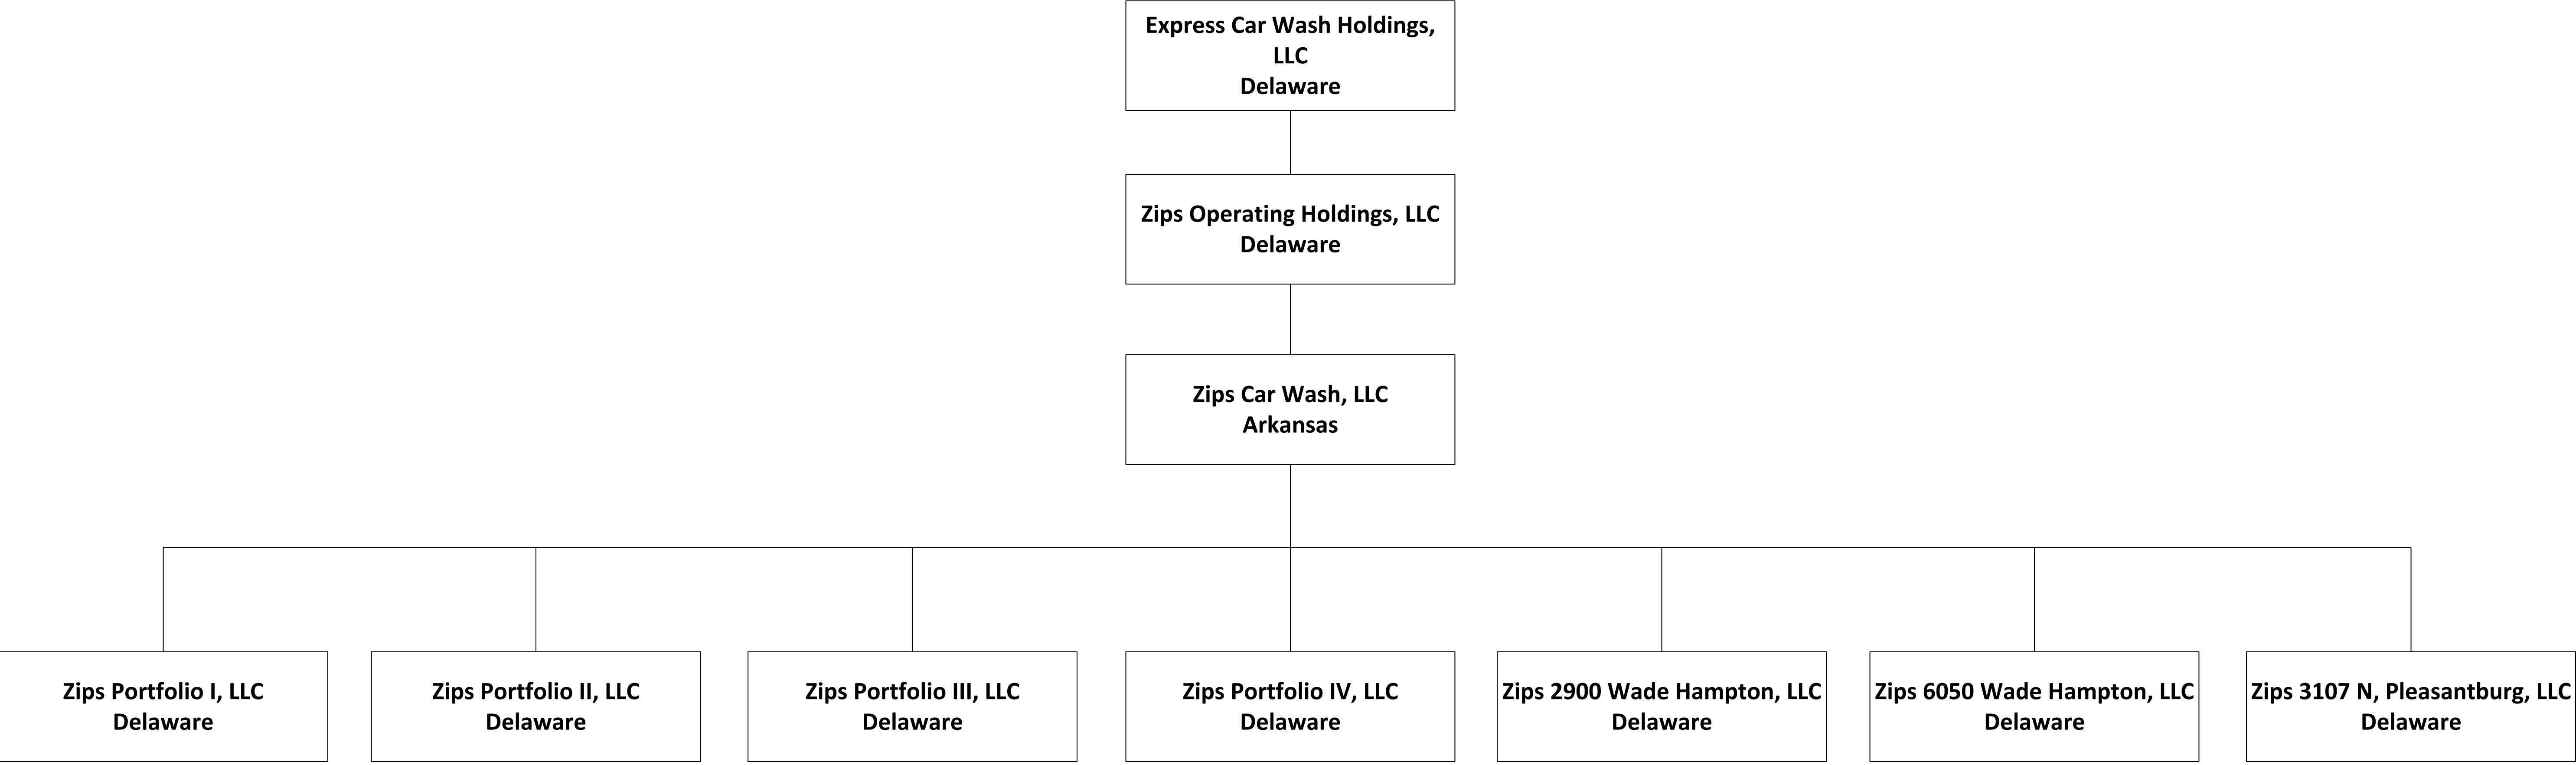 Express Car Wash Holdings,
LLC
Delaware
Zips Operating Holdings, LLC
Delaware
Zips Car Wash, LLC
Arkansas
Zips Portfolio I, LLC
Delaware
Zips Portfolio II, LLC
Delaware
Zips Portfolio III, LLC
Delaware
Zips Portfolio IV, LLC
Delaware
Zips 2900 Wade Hampton, LLC
Delaware
Zips 6050 Wade Hampton, LLC
Delaware
Zips 3107 N, Pleasantburg, LLC
Delaware